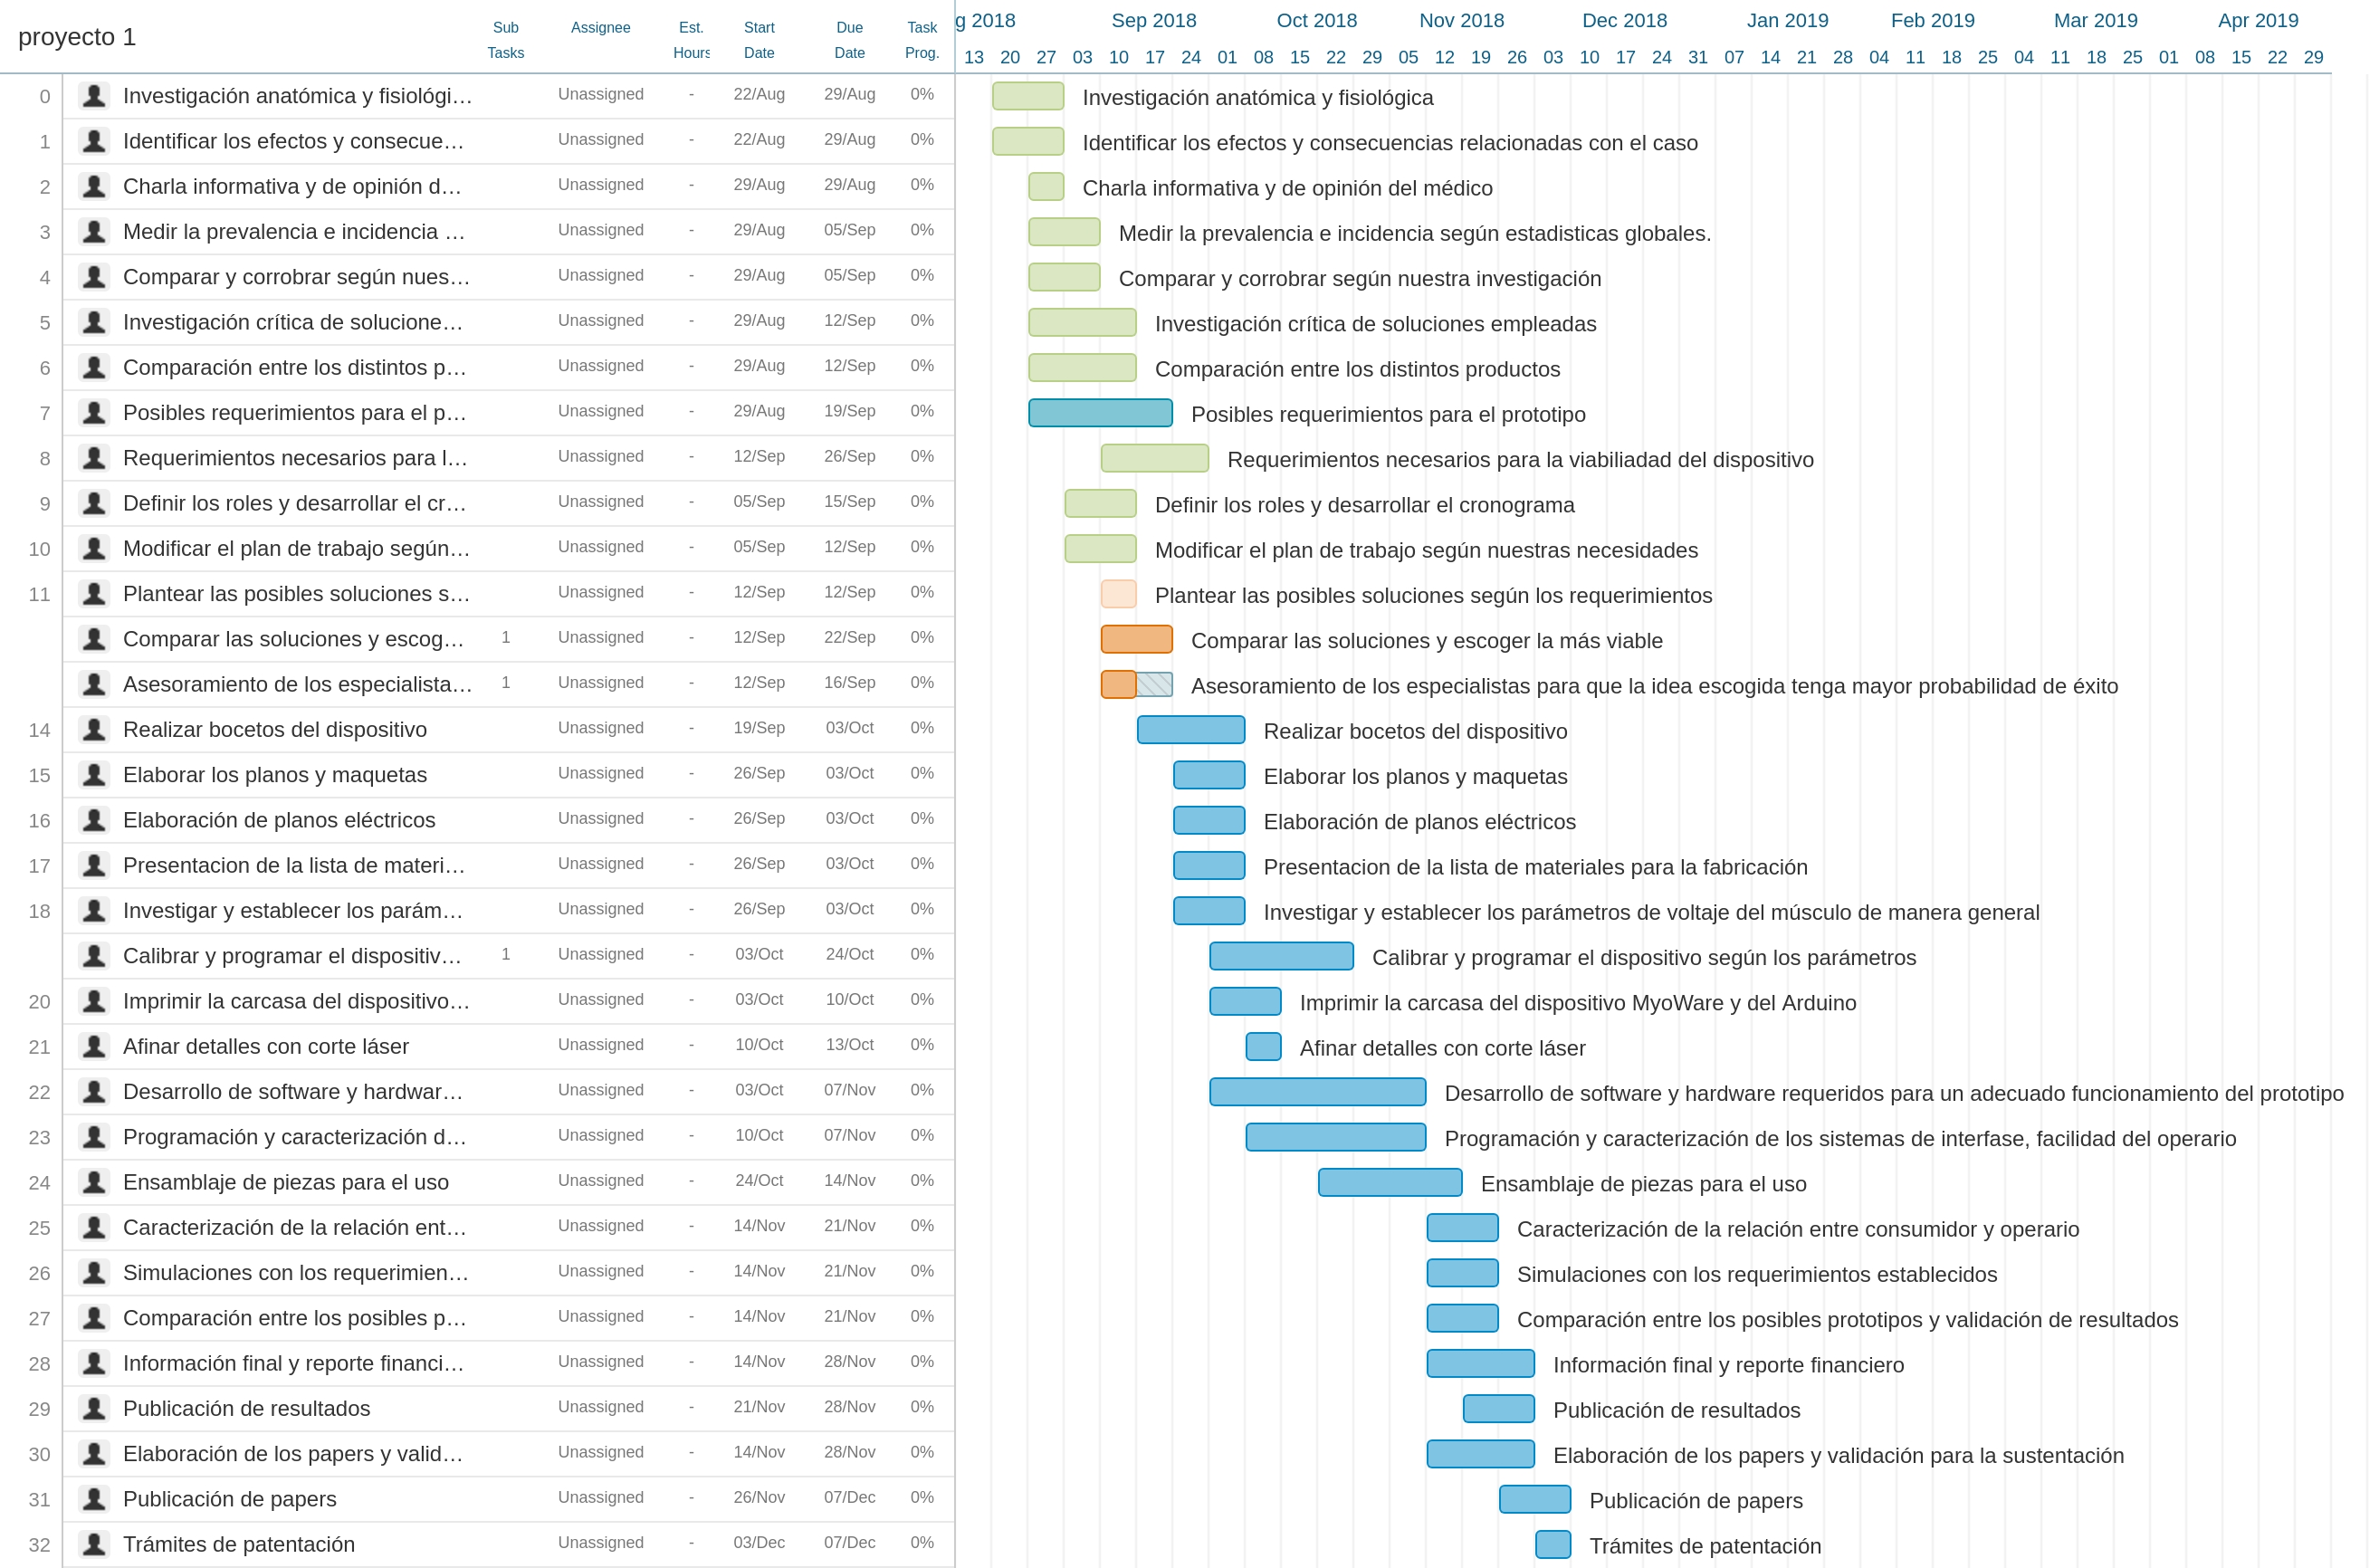 proyecto 1
Sub Tasks Assignee Est. Hours Start Date Due Date Task Prog.
g 2018 Sep 2018 Oct 2018 Nov 2018 Dec 2018 Jan 2019 Feb 2019 Mar 2019 Apr 2019
13 20 27 03 10 17 24 01 08 15 22 29 05 12 19 26 03 10 17 24 31 07 14 21 28 04 11 18 25 04 11 18 25 01 08 15 22 29
0 Investigación anatómica y fisiológi… Unassigned - 22/Aug 29/Aug 0% Investigación anatómica y fisiológica
1 Identificar los efectos y consecue… Unassigned - 22/Aug 29/Aug 0% Identificar los efectos y consecuencias relacionadas con el caso
2 Charla informativa y de opinión d… Unassigned - 29/Aug 29/Aug 0% Charla informativa y de opinión del médico
3 Medir la prevalencia e incidencia … Unassigned - 29/Aug 05/Sep 0% Medir la prevalencia e incidencia según estadisticas globales.
4 Comparar y corrobrar según nues… Unassigned - 29/Aug 05/Sep 0% Comparar y corrobrar según nuestra investigación
5 Investigación crítica de solucione… Unassigned - 29/Aug 12/Sep 0% Investigación crítica de soluciones empleadas
6 Comparación entre los distintos p… Unassigned - 29/Aug 12/Sep 0% Comparación entre los distintos productos
7 Posibles requerimientos para el p… Unassigned - 29/Aug 19/Sep 0% Posibles requerimientos para el prototipo
8 Requerimientos necesarios para l… Unassigned - 12/Sep 26/Sep 0% Requerimientos necesarios para la viabiliadad del dispositivo
9 Definir los roles y desarrollar el cr… Unassigned - 05/Sep 15/Sep 0% Definir los roles y desarrollar el cronograma
10 Modificar el plan de trabajo según… Unassigned - 05/Sep 12/Sep 0% Modificar el plan de trabajo según nuestras necesidades
11 Plantear las posibles soluciones s… Unassigned - 12/Sep 12/Sep 0% Plantear las posibles soluciones según los requerimientos
Comparar las soluciones y escog… 1 Unassigned - 12/Sep 22/Sep 0% Comparar las soluciones y escoger la más viable
Asesoramiento de los especialista… 1 Unassigned - 12/Sep 16/Sep 0% Asesoramiento de los especialistas para que la idea escogida tenga mayor probabilidad de éxito
14 Realizar bocetos del dispositivo Unassigned - 19/Sep 03/Oct 0% Realizar bocetos del dispositivo
15 Elaborar los planos y maquetas Unassigned - 26/Sep 03/Oct 0% Elaborar los planos y maquetas
16 Elaboración de planos eléctricos Unassigned - 26/Sep 03/Oct 0% Elaboración de planos eléctricos
17 Presentacion de la lista de materi… Unassigned - 26/Sep 03/Oct 0% Presentacion de la lista de materiales para la fabricación
18 Investigar y establecer los parám… Unassigned - 26/Sep 03/Oct 0% Investigar y establecer los parámetros de voltaje del músculo de manera general
Calibrar y programar el dispositiv… 1 Unassigned - 03/Oct 24/Oct 0% Calibrar y programar el dispositivo según los parámetros
20 Imprimir la carcasa del dispositivo… Unassigned - 03/Oct 10/Oct 0% Imprimir la carcasa del dispositivo MyoWare y del Arduino
21 Afinar detalles con corte láser Unassigned - 10/Oct 13/Oct 0% Afinar detalles con corte láser
22 Desarrollo de software y hardwar… Unassigned - 03/Oct 07/Nov 0% Desarrollo de software y hardware requeridos para un adecuado funcionamiento del prototipo
23 Programación y caracterización d… Unassigned - 10/Oct 07/Nov 0% Programación y caracterización de los sistemas de interfase, facilidad del operario
24 Ensamblaje de piezas para el uso Unassigned - 24/Oct 14/Nov 0% Ensamblaje de piezas para el uso
25 Caracterización de la relación ent… Unassigned - 14/Nov 21/Nov 0% Caracterización de la relación entre consumidor y operario
26 Simulaciones con los requerimien… Unassigned - 14/Nov 21/Nov 0% Simulaciones con los requerimientos establecidos
27 Comparación entre los posibles p… Unassigned - 14/Nov 21/Nov 0% Comparación entre los posibles prototipos y validación de resultados
28 Información final y reporte financi… Unassigned - 14/Nov 28/Nov 0% Información final y reporte financiero
29 Publicación de resultados Unassigned - 21/Nov 28/Nov 0% Publicación de resultados
30 Elaboración de los papers y valid… Unassigned - 14/Nov 28/Nov 0% Elaboración de los papers y validación para la sustentación
31 Publicación de papers Unassigned - 26/Nov 07/Dec 0% Publicación de papers
32 Trámites de patentación Unassigned - 03/Dec 07/Dec 0% Trámites de patentación